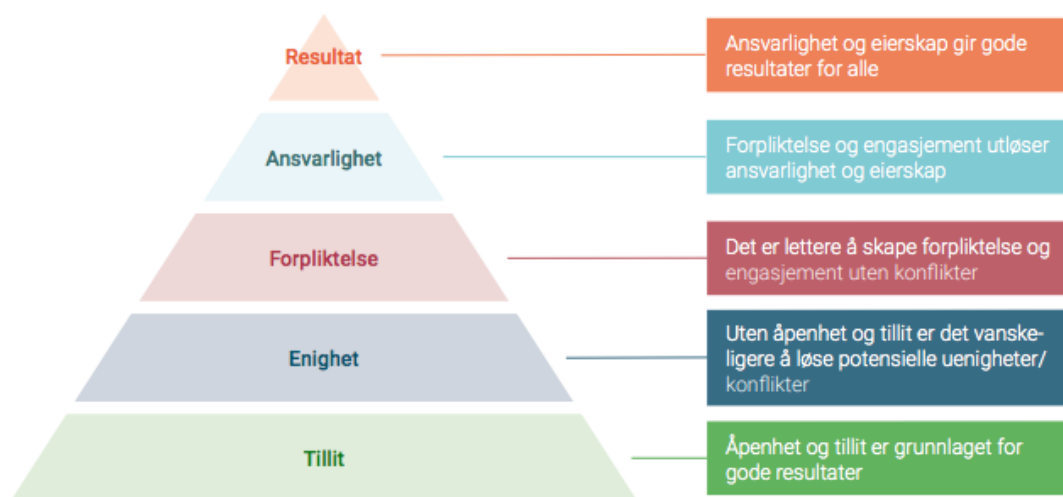 Resultat
Ansvarlighet og eierskap gir gode
resultater for alle
Ansvarlighet
Forpliktelse og engasjement utløser
ansvarlighet og eierskap
Forpliktelse
Det er lettere å skape forpliktelse og
engasjement uten konflikter
Enighet
Uten åpenhet og tillit er det vanske-
ligere å løse potensielle uenigheter/
konflikter
Tillit
Åpenhet og tillit er grunnlaget for
gode resultater